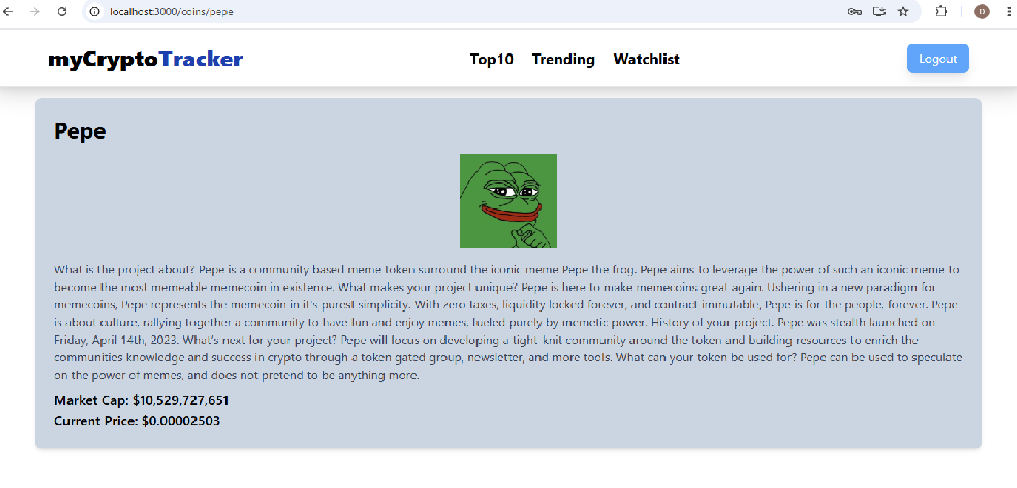 localhost:3000/coins/pepe
D
myCryptoTracker
Top10 Trending Watchlist
Logout
Pepe
What is the project about? Pepe is a community based meme token surround the iconic meme Pepe the frog. Pepe aims to leverage the power of such an iconic meme to
become the most memeable memecoin in existence. What makes your project unique? Pepe is here to make memecoins great again. Ushering in a new paradigm for
memecoins, Pepe represents the memecoin in it's purest simplicity. With zero taxes, liquidity locked forever, and contract immutable, Pepe is for the people, forever. Pepe
is about culture, rallying together a community to have fun and enjoy memes, fueled purely by memetic power. History of your project. Pepe was stealth launched on
Friday, April 14th, 2023. What's next for your project? Pepe will focus on developing a tight-knit community around the token and building resources to enrich the
communities knowledge and success in crypto through a token gated group, newsletter, and more tools. What can your token be used for? Pepe can be used to speculate
on the power of memes, and does not pretend to be anything more.
Market Cap: $10,529,727,651
Current Price: $0.00002503